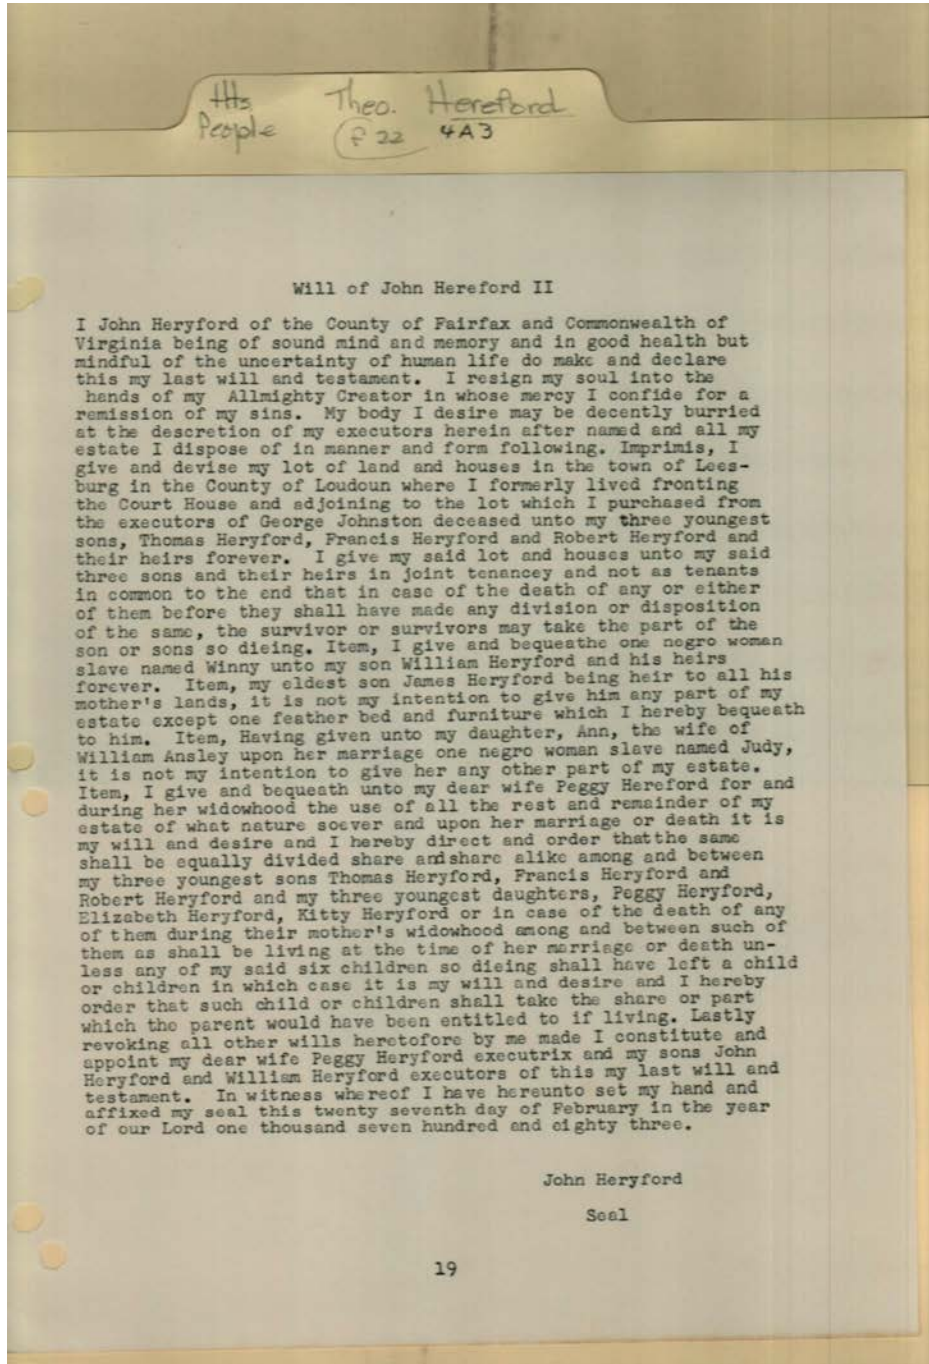 Hts Theo. Hereford
People f 22 4A3
Will of John Hereford II
I John Heryford of the County of Fairfax and Commonwealth of
Virginia being of sound mind and memory and in good health but
mindful of the uncertainty of human life do make and declare
this my last will and testament. I resign my soul into the
hands of my Allmighty Creator in whose mercy I confide for a
remission of my sins. My body I desire may be decently burried
at the descretion of my executors herein after named and all my
estate I dispose of in manner and form following. Imprimis, I
give and devise my lot of land and houses in the town of Lees-
burg in the County of Loudoun where I formerly lived fronting
the Court House and adjoining to the lot which I purchased from
the executors of George Johnston deceased unto my three youngest
sons, Thomas Heryford, Francis Heryford and Robert Heryford and
their heirs forever. I give my said lot and houses unto my said
three sons and their heirs in joint tenancey and not as tenants
in common to the end that in case of the death of any or either
of them before they shall have made any division or disposition
of the same, the survivor or survivors may take the part of the
son or sons so dieing. Item, I give and bequeathe one negro woman
slave named Winny unto my son William Heryford and his heirs
forever. Item, my eldest son James Heryford being heir to all his
mother's lands, it is not my intention to give him any part of my
estate except one feather bed and furniture which I hereby bequeath
to him. Item, Having given unto my daughter, Ann, the wife of
William Ansley upon her marriage one negro woman slave named Judy,
it is not my intention to give her any other part of my estate.
Item, I give and bequeath unto my dear wife Peggy Hereford for and
during her widowhood the use of all the rest and remainder of my
estate of what nature soever and upon her marriage or death it is
my will and desire and I hereby direct and order thatthe same
shall be equally divided share andshare alike among and between
my three youngest sons Thomas Heryford, Francis Heryford and
Robert Heryford and my three youngest daughters, Peggy Heryford,
Elizabeth Heryford, Kitty Heryford or in case of the death of any
of them during their mother's widowhood among and between such of
them as shall be living at the time of her marriage or death un-
less any of my said six children so dieing shall have left a child
or children in which case it is my will and desire and I hereby
order that such child or children shall take the share or part
which the parent would have been entitled to if living. Lastly
revoking all other wills heretofore by me made I constitute and
appoint my dear wife Peggy Heryford executrix and my sons John
Heryford and William Heryford executors of this my last will and
testament. In witness whereof I have hereunto set my hand and
affixed my seal this twenty seventh day of February in the year
of our Lord one thousand seven hundred and eighty three.
John Heryford
Seal
19